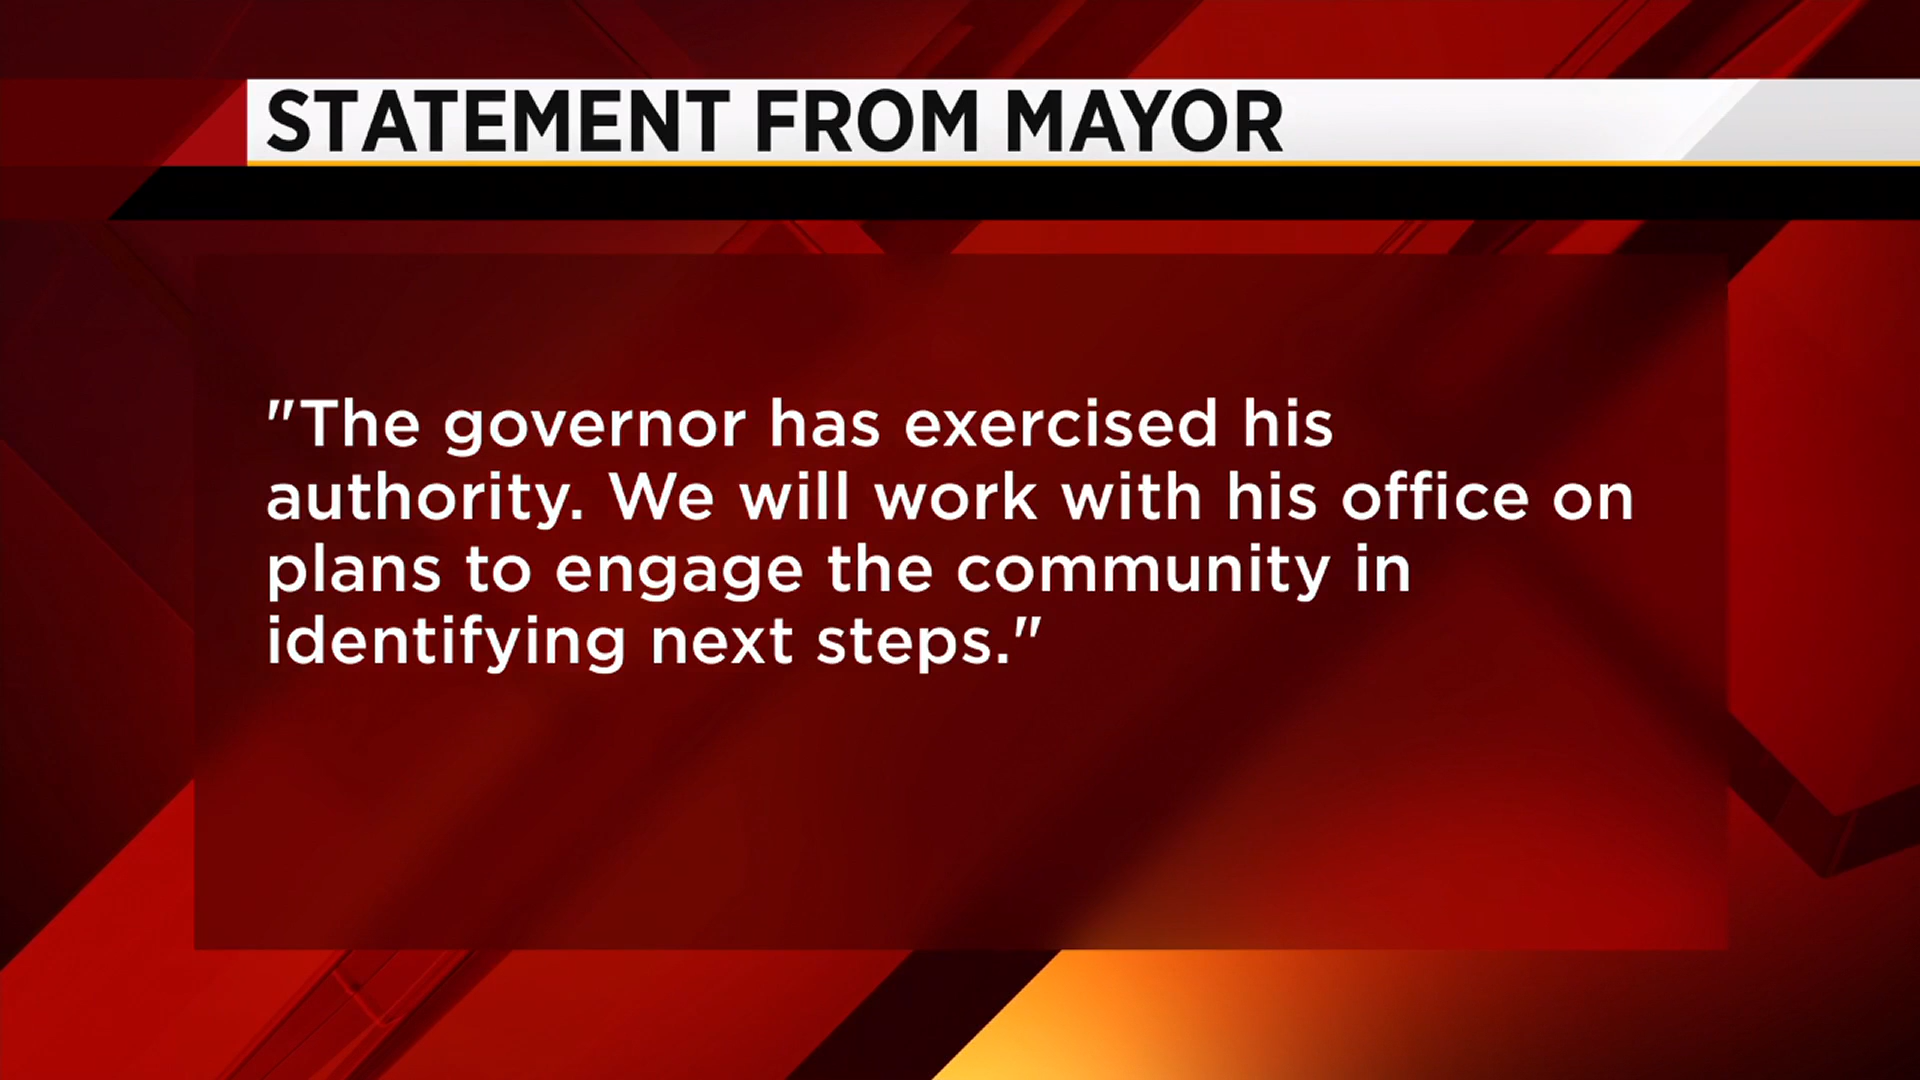 STATEMENT FROM MAYOR
"The governor has exercised his
authority. We will work with his office on
plans to engage the community in
identifying next steps."